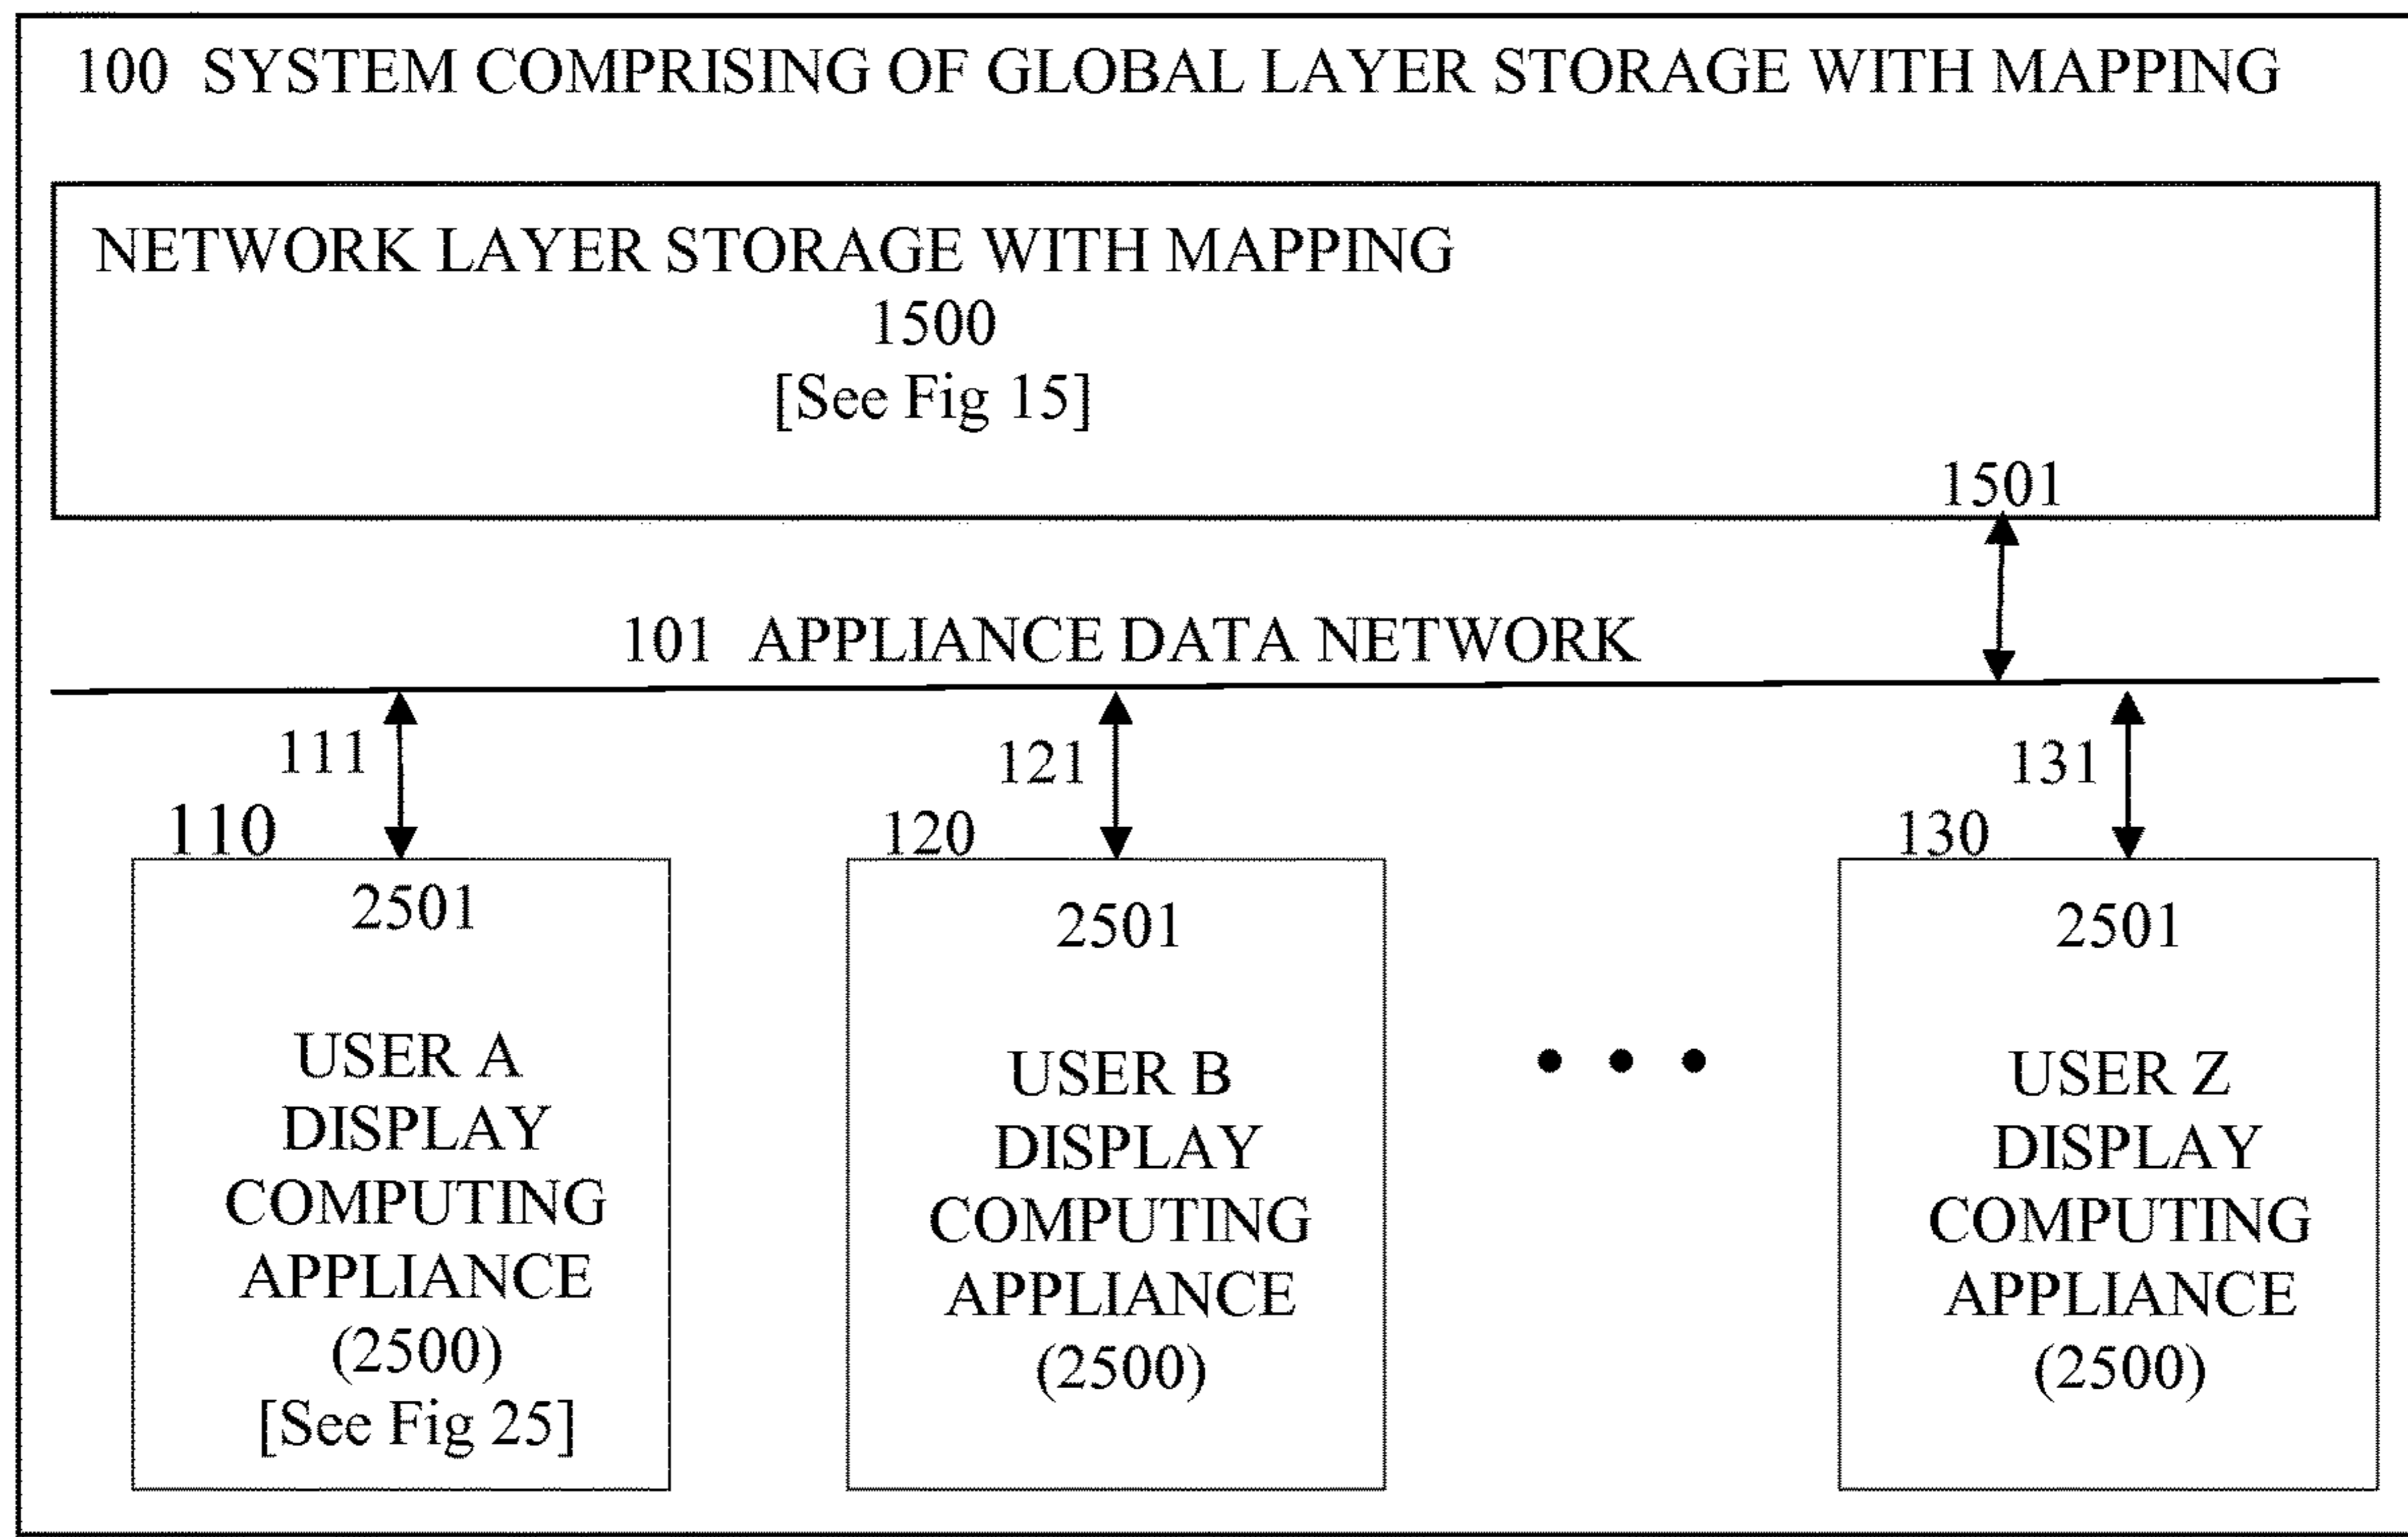 100 SYSTEM COMPRISING OF GLOBAL LAYER STORAGE WITH MAPPING
NETWORK LAYER STORAGE WITH MAPPING
1500
[See Fig 15]
1501
101 APPLIANCE DATA NETWORK
111
121
131
110
120
130
2501
USER A
DISPLAY
COMPUTING
APPLIANCE
(2500)
[See Fig 25]
2501
USER B
DISPLAY
COMPUTING
APPLIANCE
(2500)
• • •
2501
USER Z
DISPLAY
COMPUTING
APPLIANCE
(2500)